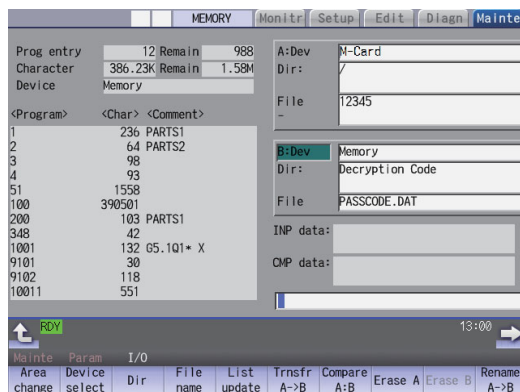 MEMORY Monitr Setup Edit Diagn Mainte
Prog entry 12 Remain 988
Character 386.23K Remain 1.58M
Device Memory
<Program> <Char> <Comment>
1 236 PARTS1
2 64 PARTS2
3 98
4 93
51 1558
100 390501
200 103 PARTS1
348 42
1001 132 G5.1Q1* X
9101 30
9102 118
10011 551
A:Dev M-Card
Dir: /
File 12345
-
B:Dev Memory
Dir: Decryption Code
File PASSCODE.DAT
INP data:
CMP data:
RDY 13:00
Mainte Param I/O
Area change Device select Dir File name List update Trnsfr A->B Compare A:B Erase A Erase B Rename A->B